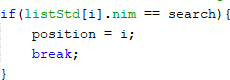 if(listStd[i].nim == search){
    position = i;
    break;
}